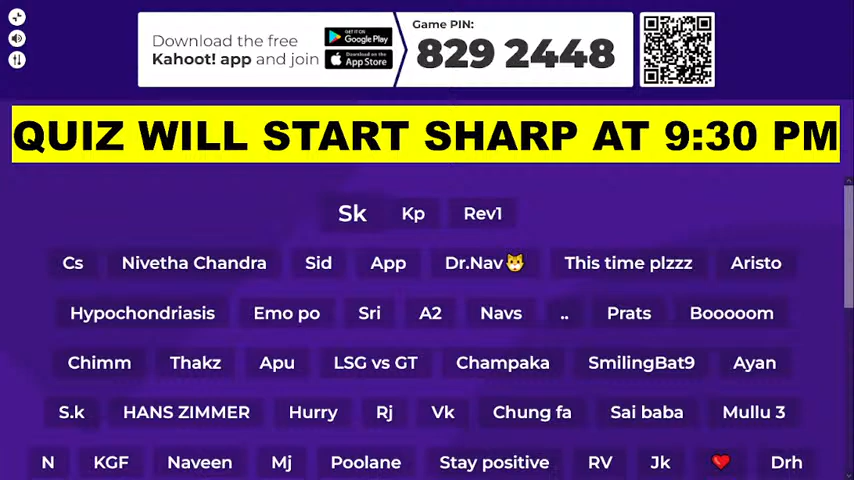 Download the free
Kahoot! app and join
GET IT ON
Google Play
Download on the
App Store
Game PIN:
829 2448
QUIZ WILL START SHARP AT 9:30 PM
Sk Kp Rev1
Cs Nivetha Chandra Sid App Dr.Nav🐱 This time plzzz Aristo
Hypochondriasis Emo po Sri A2 Navs .. Prats Booooom
Chimm Thakz Apu LSG vs GT Champaka SmilingBat9 Ayan
S.k HANS ZIMMER Hurry Rj Vk Chung fa Sai baba Mullu 3
N KGF Naveen Mj Poolane Stay positive RV Jk ❤️ Drh